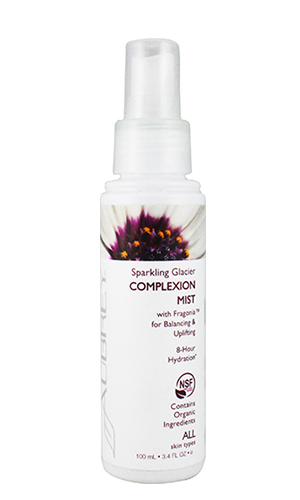 Sparkling Glacier
COMPLEXION
MIST
with Fragonia™
for Balancing &
Uplifting
8-Hour
Hydration*
NSF
Contains
Organic
Ingredients
ALL
skin types
100 mL • 3.4 fl. oz • e
AUBREY